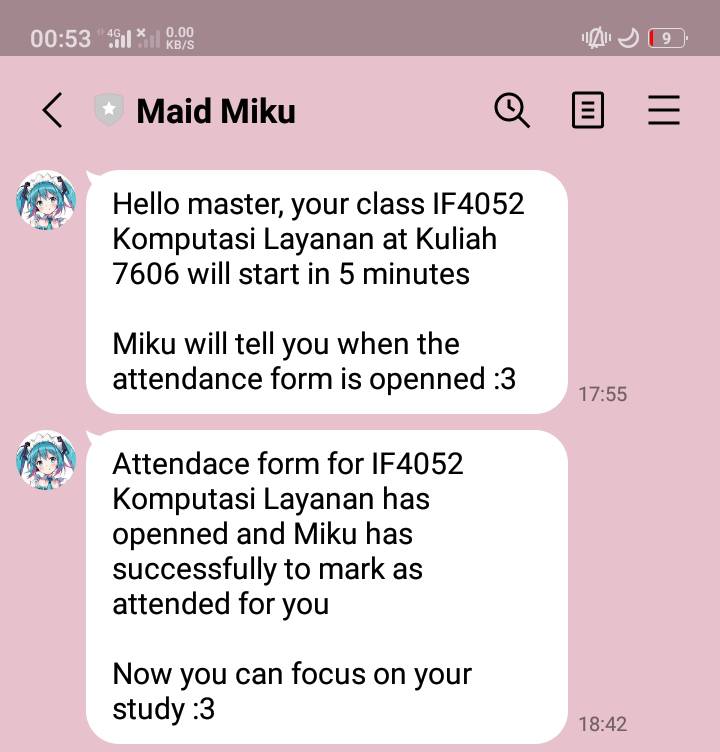 00:53 4G 0.00 KB/S 9
Maid Miku
Hello master, your class IF4052
Komputasi Layanan at Kuliah
7606 will start in 5 minutes
Miku will tell you when the
attendance form is openned :3
17:55
Attendace form for IF4052
Komputasi Layanan has
openned and Miku has
successfully to mark as
attended for you
Now you can focus on your
study :3
18:42